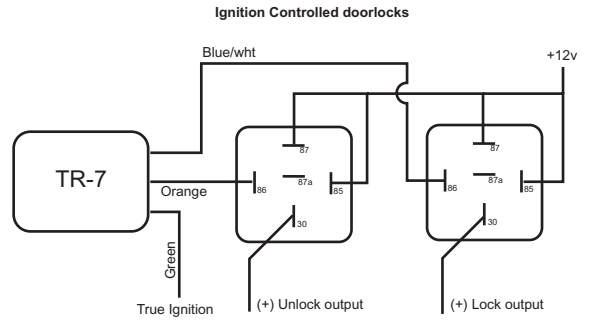 Ignition Controlled doorlocks
Blue/wht
+12v
TR-7
Orange
Green
True Ignition
87
87a
86
85
30
(+) Unlock output
87
87a
86
85
30
(+) Lock output